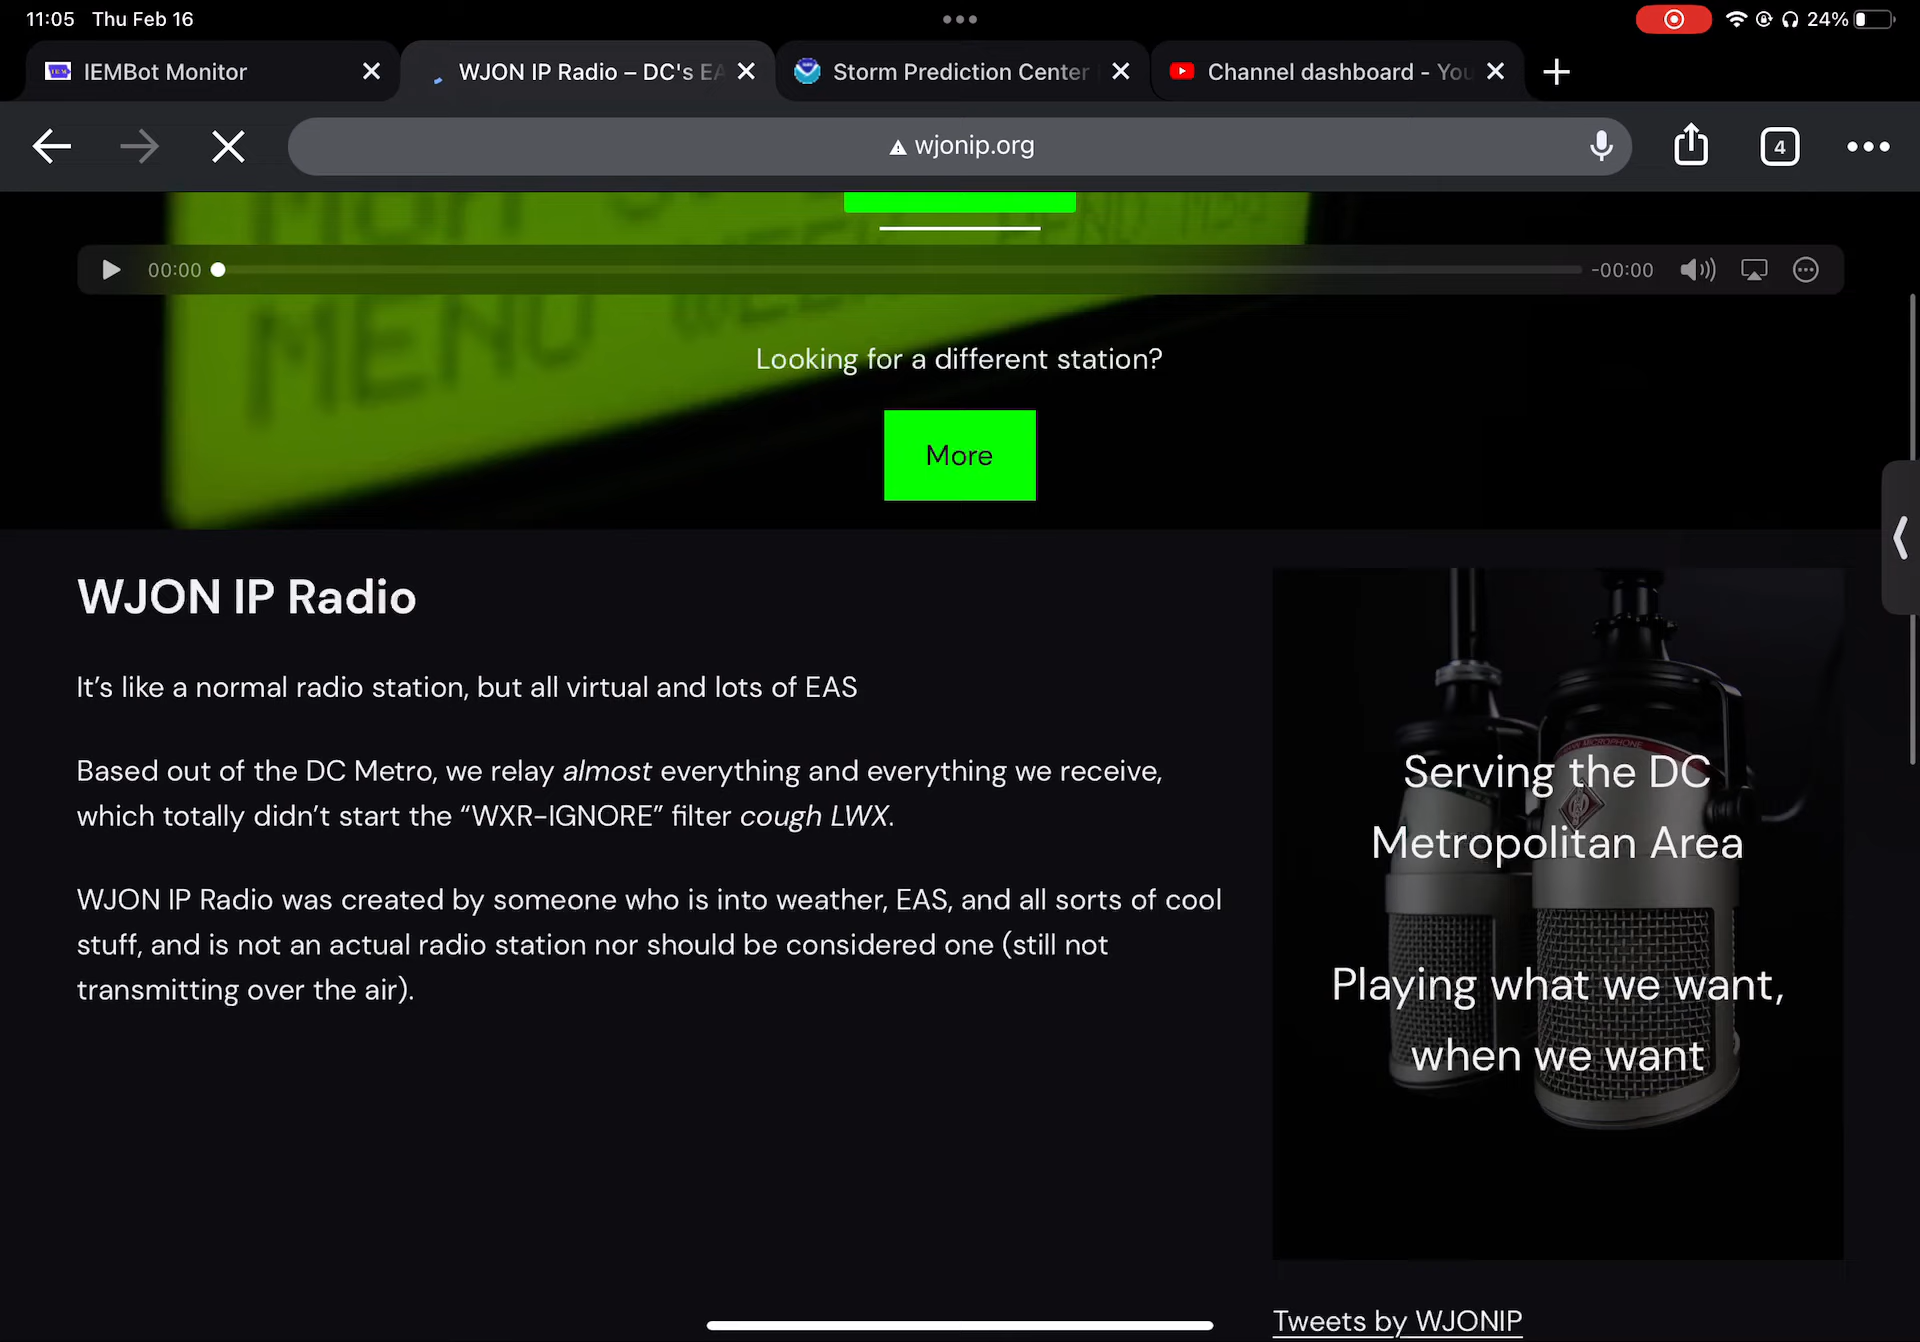 11:05 Thu Feb 16
24%
IEMBot Monitor
WJON IP Radio – DC's EA
Storm Prediction Center
Channel dashboard - You
wjonip.org
4
MENU WEEK
00:00
-00:00
Looking for a different station?
More
WJON IP Radio
It's like a normal radio station, but all virtual and lots of EAS
Based out of the DC Metro, we relay almost everything and everything we receive,
which totally didn't start the “WXR-IGNORE” filter cough LWX.
WJON IP Radio was created by someone who is into weather, EAS, and all sorts of cool
stuff, and is not an actual radio station nor should be considered one (still not
transmitting over the air).
Serving the DC
Metropolitan Area
Playing what we want,
when we want
Tweets by WJONIP